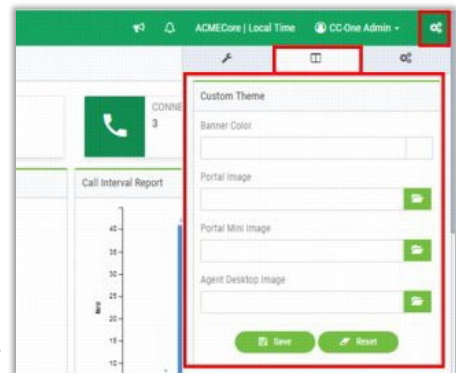 ACMECore | Local Time
CC-One Admin
CONNE
3
Call Interval Report
40
35
30
25
20
15
10
Custom Theme
Banner Color
Portal Image
Portal Mini Image
Agent Desktop Image
Save
Reset